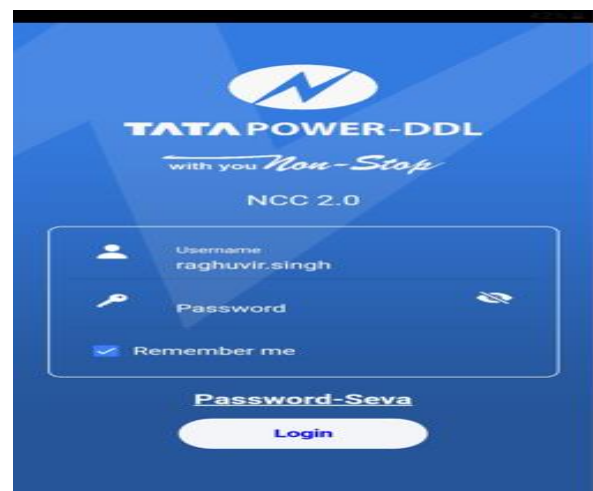 TATA POWER-DDL
with you Non-Stop
NCC 2.0
Username
raghuvir.singh
Password
Remember me
Password-Seva
Login